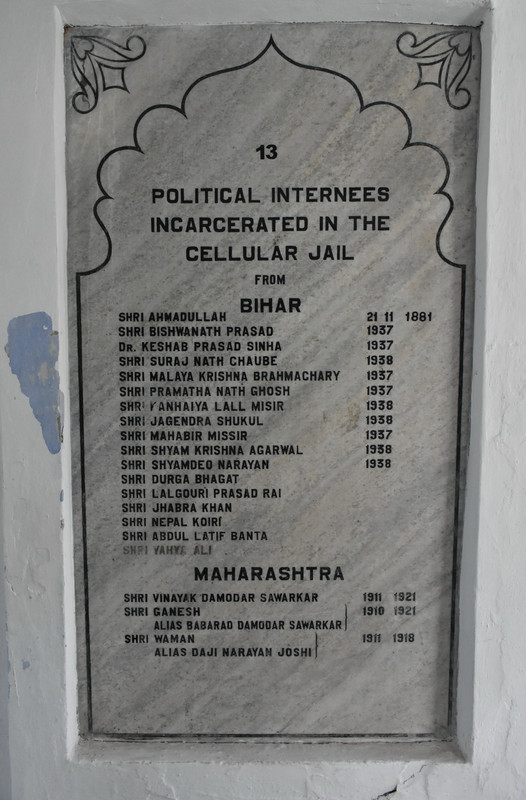 13
POLITICAL INTERNEES
INCARCERATED IN THE
CELLULAR JAIL
FROM
BIHAR
SHRI AHMADULLAH 21 11 1881
SHRI BISHWANATH PRASAD 1937
DR. KESHAB PRASAD SINHA 1937
SHRI SURAJ NATH CHAUBE 1938
SHRI MALAYA KRISHNA BRAHMACHARY 1937
SHRI PRAMATHA NATH GHOSH 1937
SHRI KANHAIYA LALL MISIR 1938
SHRI JAGENDRA SHUKUL 1938
SHRI MAHABIR MISSIR 1937
SHRI SHYAM KRISHNA AGARWAL 1938
SHRI SHYAMDEO NARAYAN 1938
SHRI DURGA BHAGAT
SHRI LALGOURI PRASAD RAI
SHRI JHABRA KHAN
SHRI NEPAL KOIRI
SHRI ABDUL LATIF BANTA
SHRI YAHYA ALI
MAHARASHTRA
SHRI VINAYAK DAMODAR SAWARKAR 1911 1921
SHRI GANESH 1910 1921
ALIAS BABARAO DAMODAR SAWARKAR
SHRI WAMAN 1911 1918
ALIAS DAJI NARAYAN JOSHI